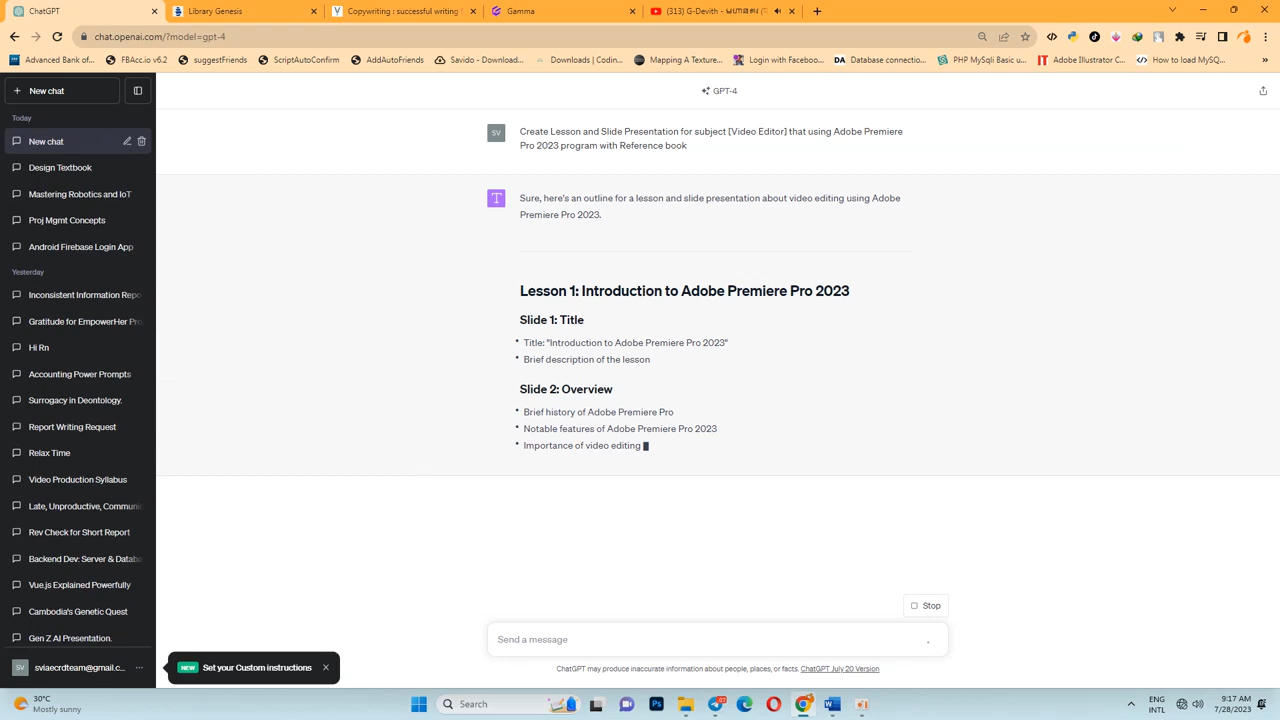 ChatGPT
Library Genesis
Copywriting : successful writing
Gamma
chat.openai.com/?model=gpt-4
Advanced Bank of...
FBAcc.io v6.2
suggestFriends
ScriptAutoConfirm
AddAutoFriends
Savido - Download...
Downloads | Codin...
Mapping A Texture...
Login with Faceboo...
Database connectio...
PHP MySqli Basic u...
Adobe Illustrator C...
How to load MySQ...
New chat
GPT-4
Today
New chat
Design Textbook
Mastering Robotics and IoT
Proj Mgmt Concepts
Android Firebase Login App
Yesterday
Inconsistent Information Repo
Gratitude for EmpowerHer Pro
Hi Rn
Accounting Power Prompts
Surrogacy in Deontology.
Report Writing Request
Relax Time
Video Production Syllabus
Late, Unproductive, Communic
Rev Check for Short & Report
Backend Dev: Server & Databa
Vue.js Explained Powerfully
Cambodia's Genetic Quest
Gen Z AI Presentation.
SV sviaecrdteam@gmail.c... ...
SV
Create Lesson and Slide Presentation for subject [Video Editor] that using Adobe Premiere
Pro 2023 program with Reference book
Sure, here's an outline for a lesson and slide presentation about video editing using Adobe
Premiere Pro 2023.
Lesson 1: Introduction to Adobe Premiere Pro 2023
Slide 1: Title
• Title: "Introduction to Adobe Premiere Pro 2023"
• Brief description of the lesson
Slide 2: Overview
• Brief history of Adobe Premiere Pro
• Notable features of Adobe Premiere Pro 2023
• Importance of video editing
Stop
Send a message
NEW Set your Custom instructions
ChatGPT may produce inaccurate information about people, places, or facts. ChatGPT July 20 Version
30°C
Mostly sunny
Search
ENG
INTL
9:17 AM
7/28/2023